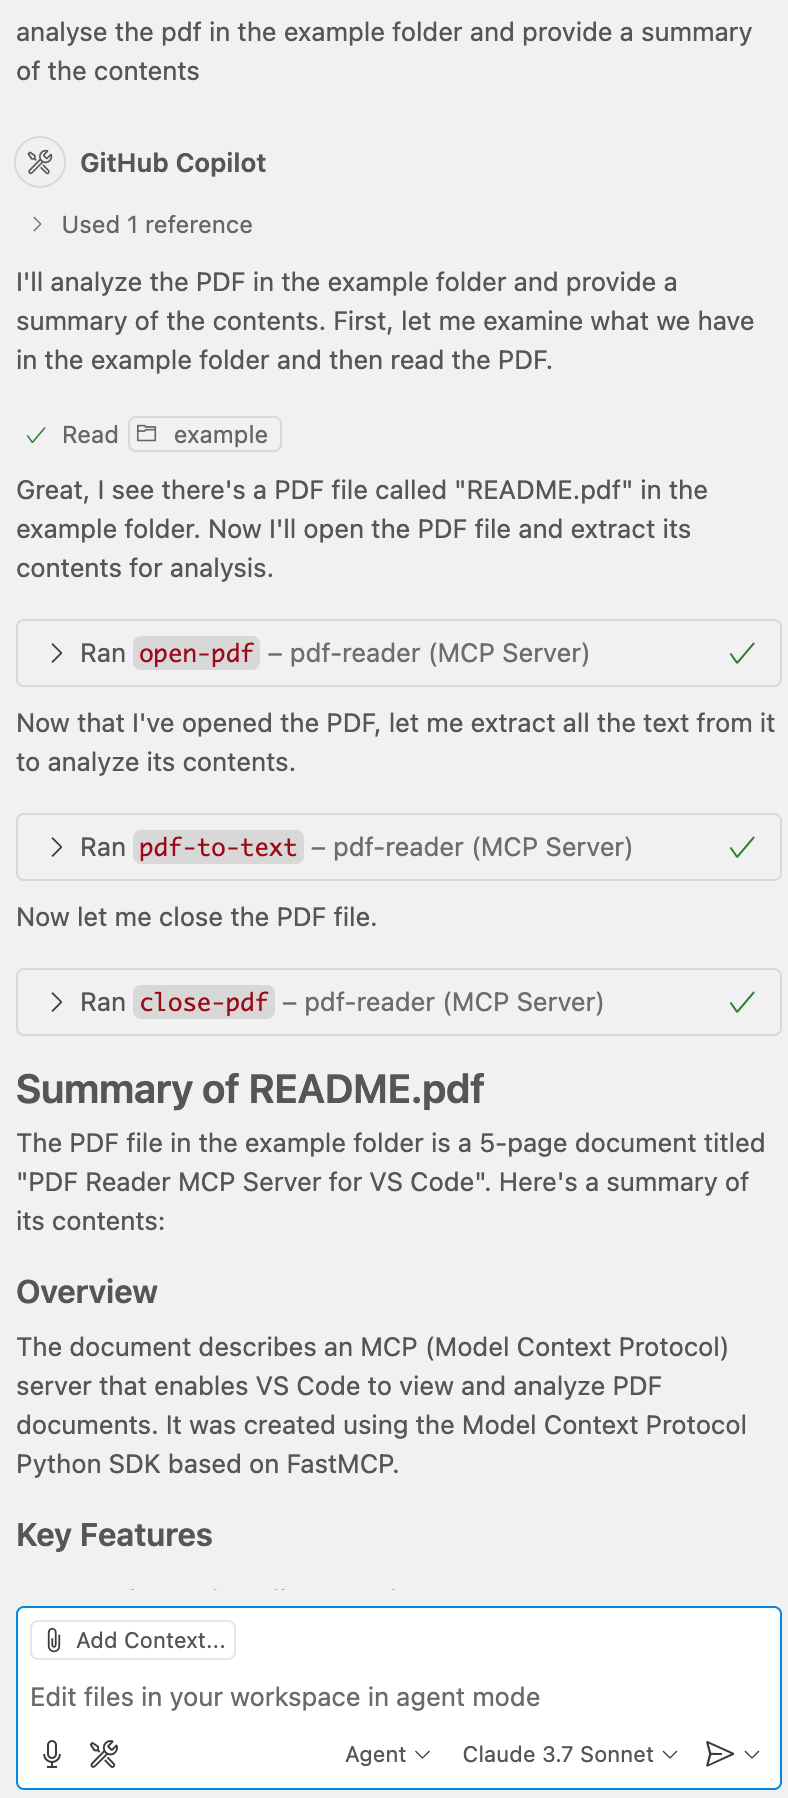 analyse the pdf in the example folder and provide a summary
of the contents
GitHub Copilot
Used 1 reference
I'll analyze the PDF in the example folder and provide a
summary of the contents. First, let me examine what we have
in the example folder and then read the PDF.
Read example
Great, I see there's a PDF file called "README.pdf" in the
example folder. Now I'll open the PDF file and extract its
contents for analysis.
Ran open-pdf – pdf-reader (MCP Server)
Now that I've opened the PDF, let me extract all the text from it
to analyze its contents.
Ran pdf-to-text – pdf-reader (MCP Server)
Now let me close the PDF file.
Ran close-pdf – pdf-reader (MCP Server)
Summary of README.pdf
The PDF file in the example folder is a 5-page document titled
"PDF Reader MCP Server for VS Code". Here's a summary of
its contents:
Overview
The document describes an MCP (Model Context Protocol)
server that enables VS Code to view and analyze PDF
documents. It was created using the Model Context Protocol
Python SDK based on FastMCP.
Key Features
Add Context...
Edit files in your workspace in agent mode
Agent Claude 3.7 Sonnet